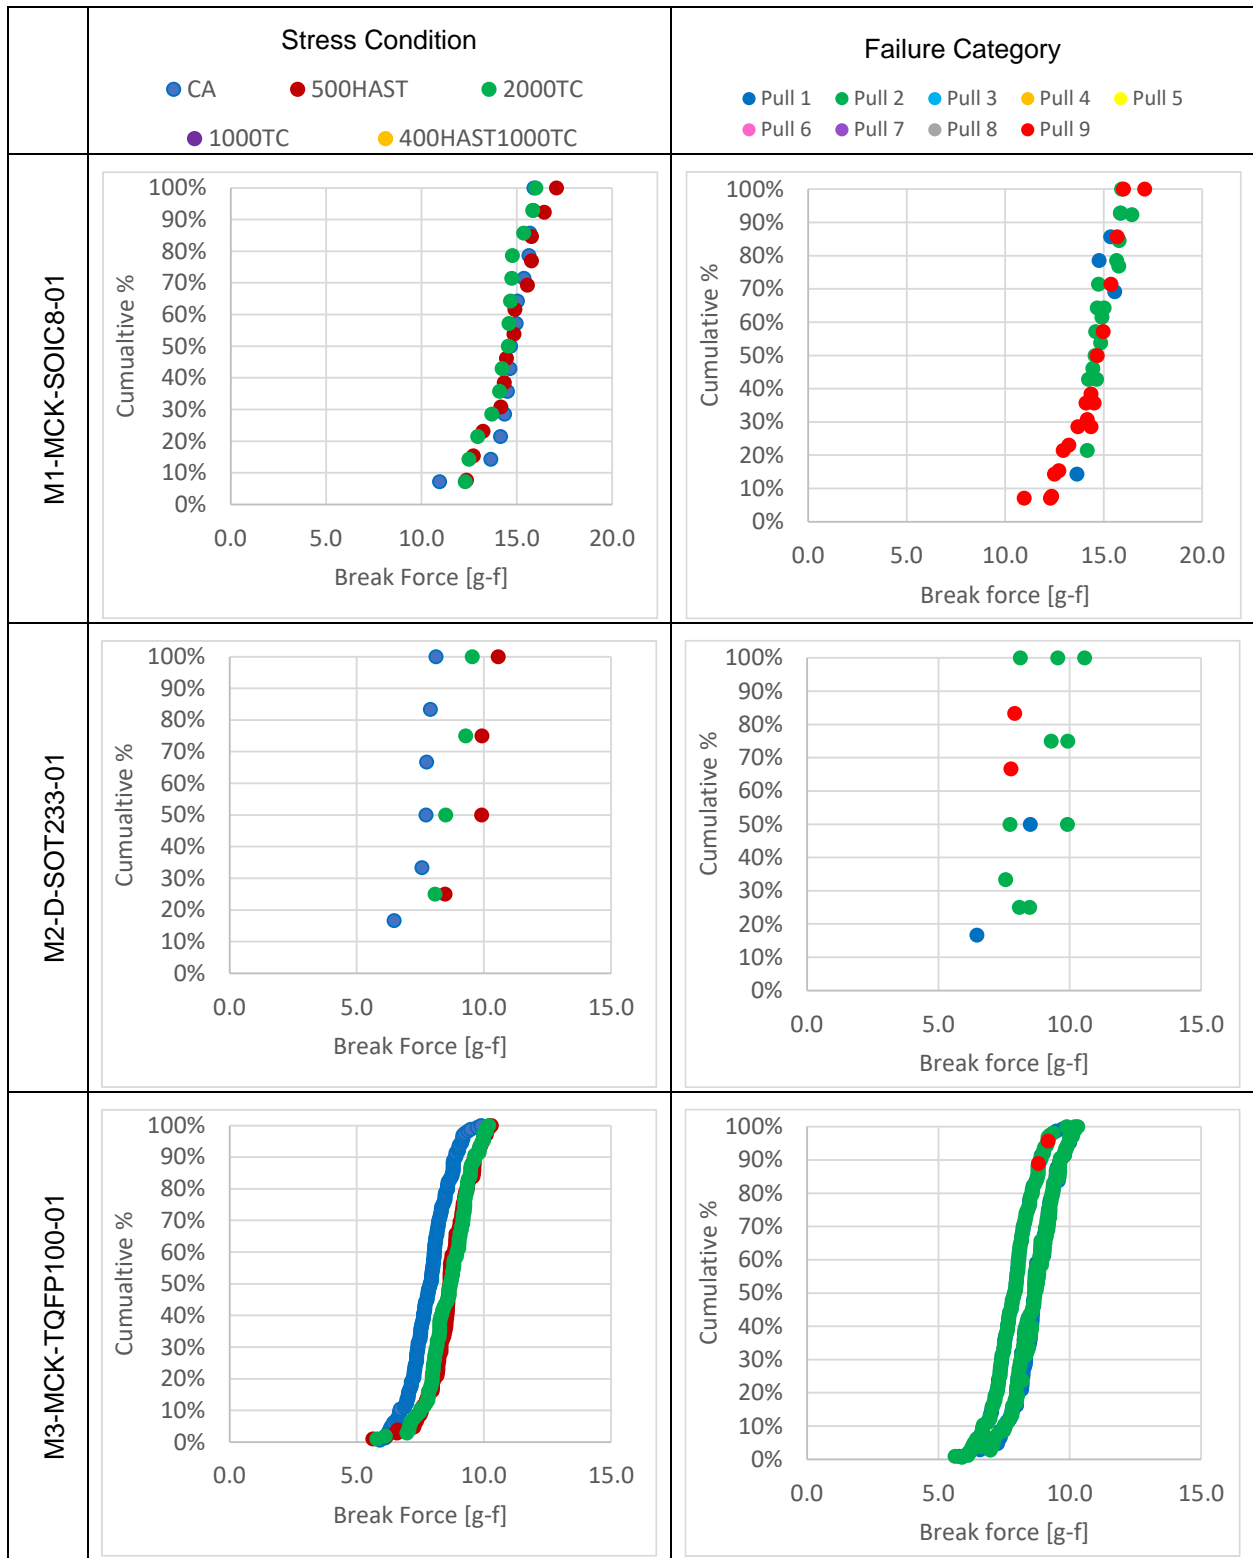 Stress Condition
CA 500HAST 2000TC
1000TC 400HAST1000TC
Failure Category
Pull 1 Pull 2 Pull 3 Pull 4 Pull 5
Pull 6 Pull 7 Pull 8 Pull 9
M1-MCK-SOIC8-01
Cumualtive %
100%
90%
80%
70%
60%
50%
40%
30%
20%
10%
0%
0.0 5.0 10.0 15.0 20.0
Break Force [g-f]
Cumulative %
100%
90%
80%
70%
60%
50%
40%
30%
20%
10%
0%
0.0 5.0 10.0 15.0 20.0
Break force [g-f]
M2-D-SOT233-01
Cumualtive %
100%
90%
80%
70%
60%
50%
40%
30%
20%
10%
0%
0.0 5.0 10.0 15.0
Break Force [g-f]
Cumulative %
100%
90%
80%
70%
60%
50%
40%
30%
20%
10%
0%
0.0 5.0 10.0 15.0
Break force [g-f]
M3-MCK-TQFP100-01
Cumualtive %
100%
90%
80%
70%
60%
50%
40%
30%
20%
10%
0%
0.0 5.0 10.0 15.0
Break Force [g-f]
Cumulative %
100%
90%
80%
70%
60%
50%
40%
30%
20%
10%
0%
0.0 5.0 10.0 15.0
Break force [g-f]